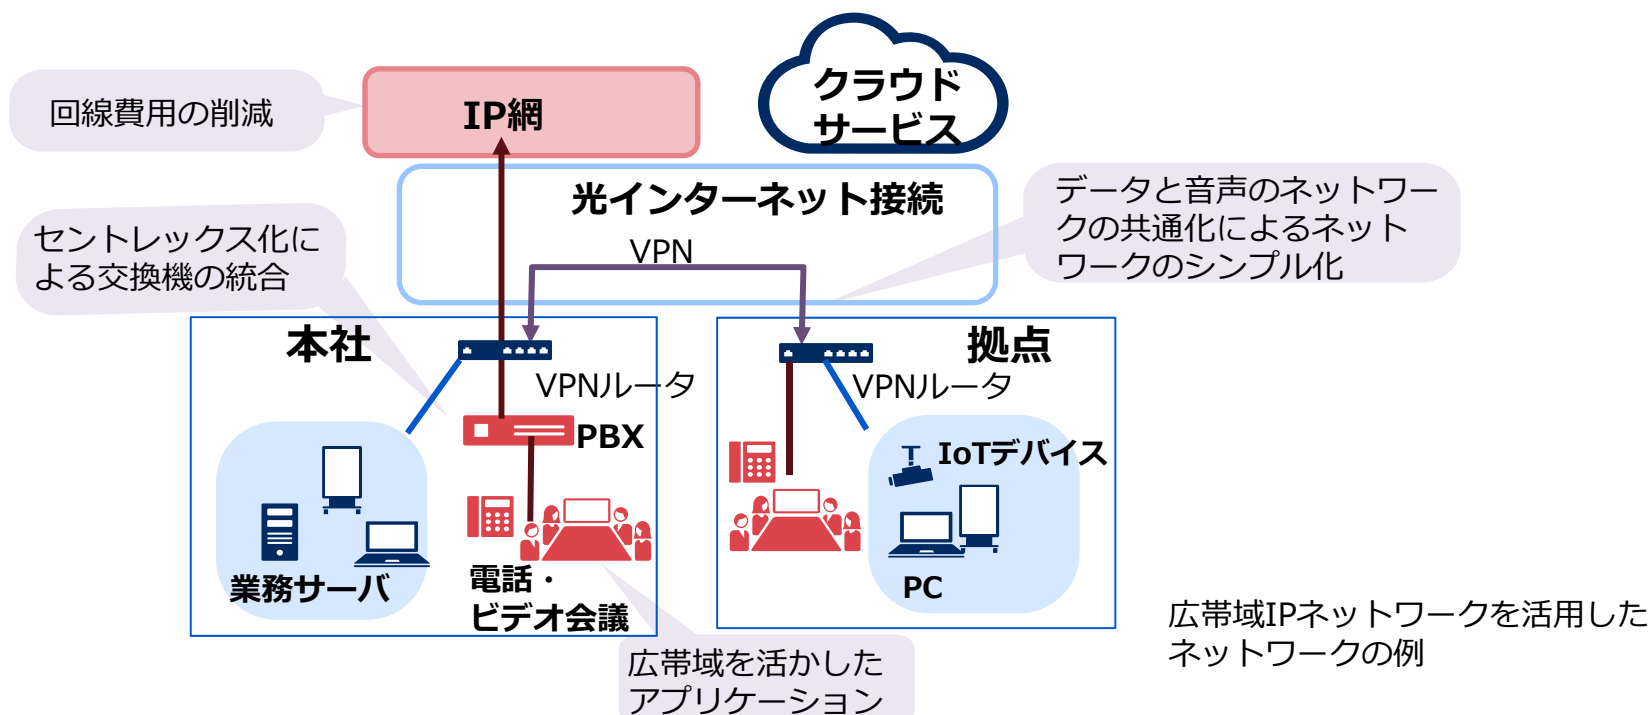 クラウド
サービス
回線費用の削減
IP網
光インターネット接続
データと音声のネットワー
クの共通化によるネット
ワークのシンプル化
セントレックス化に
よる交換機の統合
VPN
本社
拠点
VPNルータ
VPNルータ
PBX
IoTデバイス
業務サーバ
電話・
ビデオ会議
PC
広帯域IPネットワークを活用した
ネットワークの例
広帯域を活かした
アプリケーション